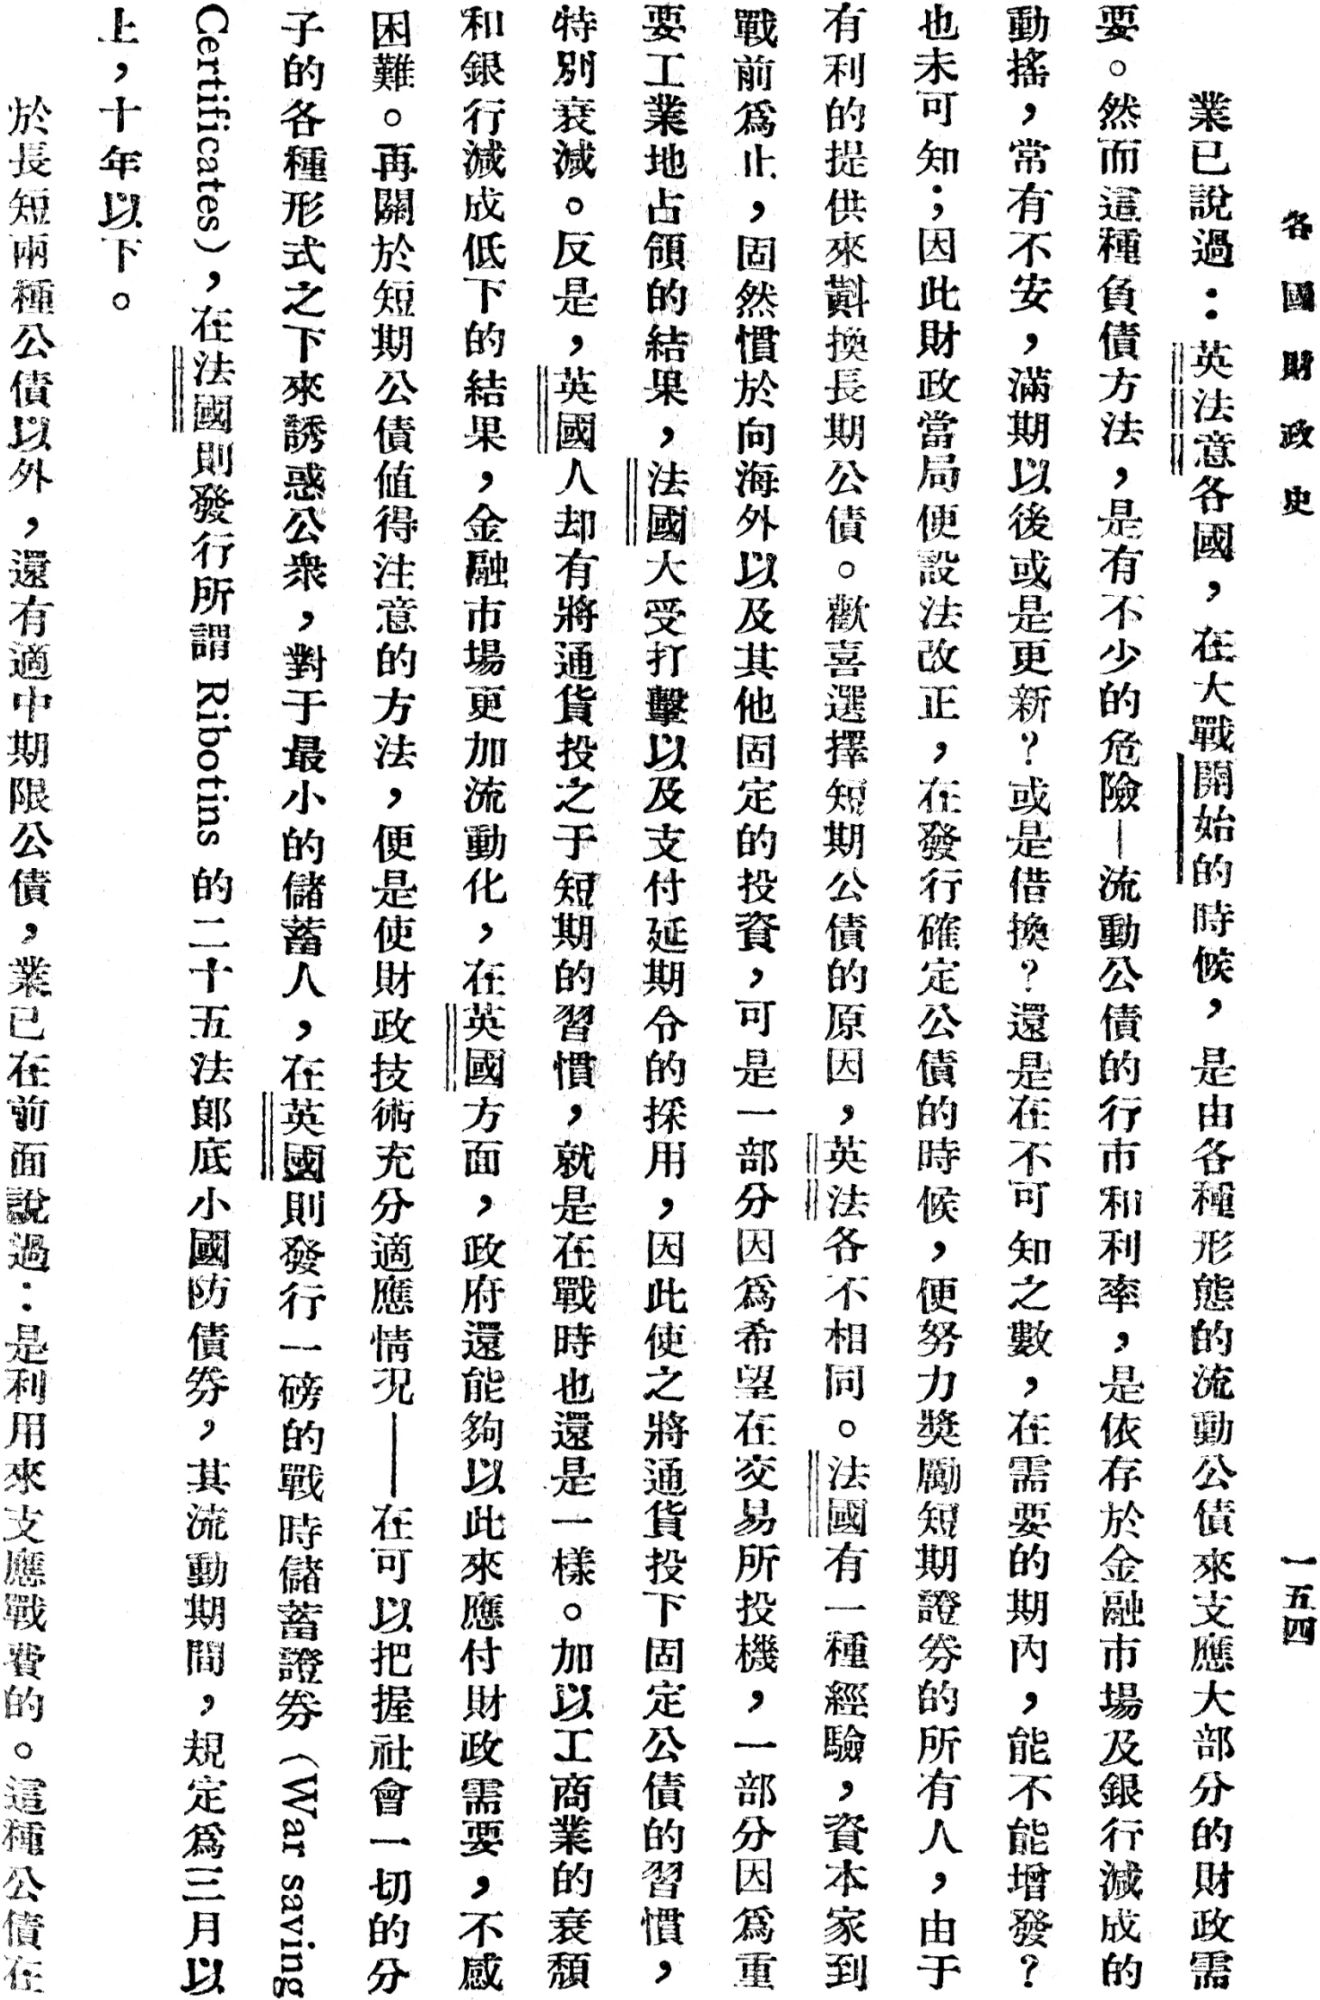 各國財政史
一五四
業已說過：英法意各國，在大戰開始的時候，是由各種形態的流動公債來支應大部分的財政需
要。然而這種負債方法，是有不少的危險—流動公債的行市和利率，是依存於金融市場及銀行減成的
動搖，常有不安，滿期以後或是更新？或是借換？還是在不可知之數，在需要的期內，能不能增發？
也未可知；因此財政當局便設法改正，在發行確定公債的時候，便努力獎勵短期證券的所有人，由于
有利的提供來斟換長期公債。歡喜選擇短期公債的原因，英法各不相同。法國有一種經驗，資本家到
戰前爲止，固然慣於向海外以及其他固定的投資，可是一部分因爲希望在交易所投機，一部分因爲重
要工業地占領的結果，法國大受打擊以及支付延期令的採用，因此使之將通貨投下固定公債的習慣，
特別衰減。反是，英國人却有將通貨投之于短期的習慣，就是在戰時也還是一樣。加以工商業的衰頹
和銀行減成低下的結果，金融市場更加流動化，在英國方面，政府還能夠以此來應付財政需要，不感
困難。再關於短期公債值得注意的方法，便是使財政技術充分適應情況——在可以把握社會一切的分
子的各種形式之下來誘惑公衆，對于最小的儲蓄人，在英國則發行一磅的戰時儲蓄證券（War saving
Certificates），在法國則發行所謂 Ribotins 的二十五法郎底小國防債券，其流動期間，規定爲三月以
上，十年以下。
於長短兩種公債以外，還有適中期限公債，業已在前面說過：是利用來支應戰費的。這種公債在